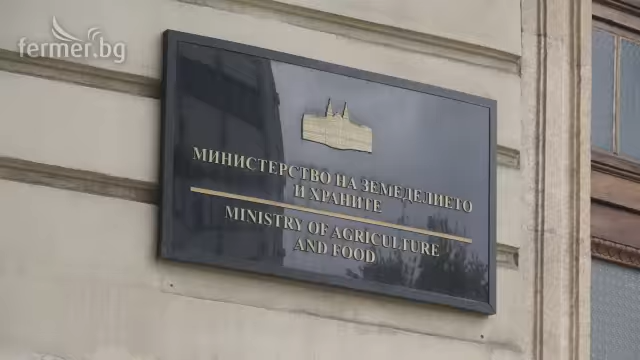 fermer.bg
МИНИСТЕРСТВО НА ЗЕМЕДЕЛИЕТО
И ХРАНИТЕ
MINISTRY OF AGRICULTURE
AND FOOD